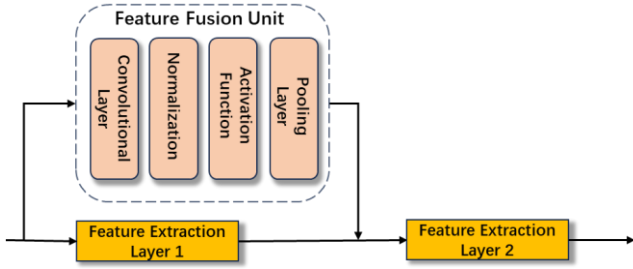 Feature Fusion Unit
Convolutional
Layer
Normalization
Activation
Function
Pooling
Layer
Feature Extraction
Layer 1
Feature Extraction
Layer 2